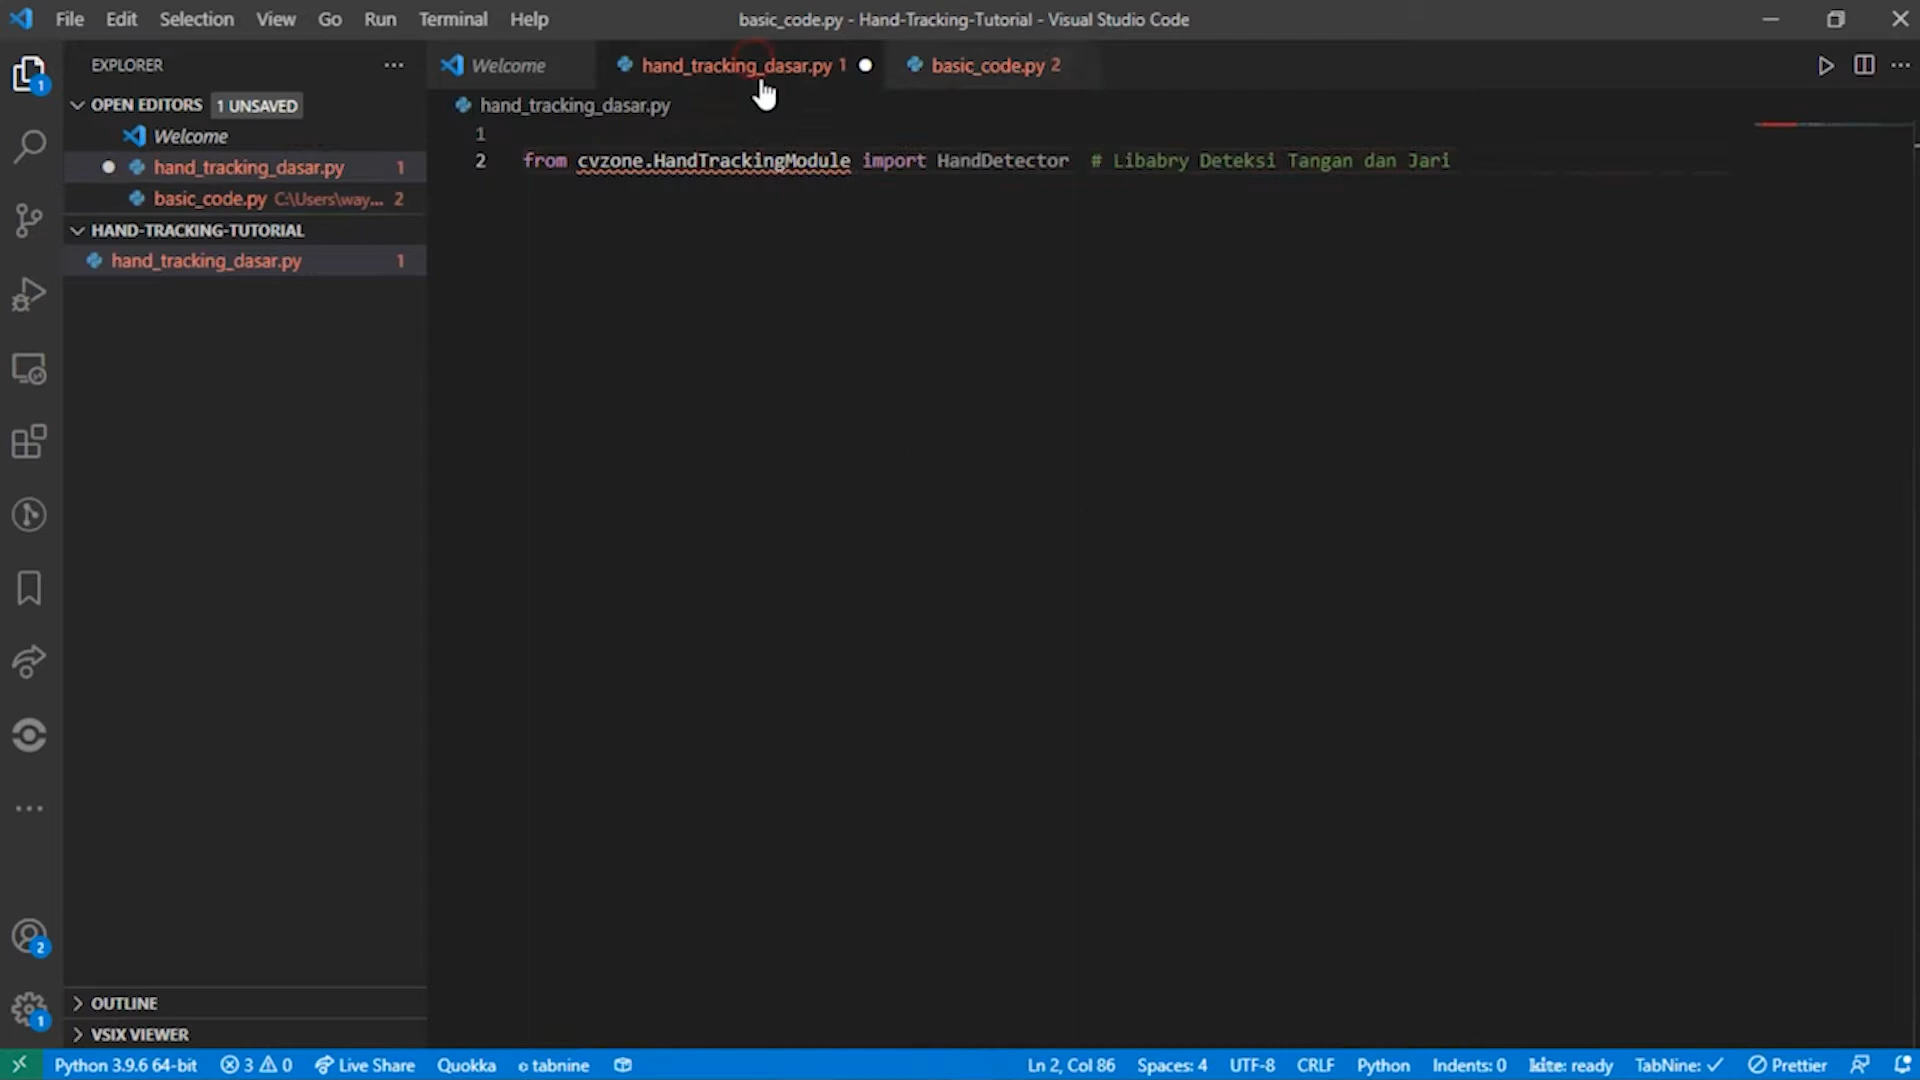 File Edit Selection View Go Run Terminal Help
basic_code.py - Hand-Tracking-Tutorial - Visual Studio Code
EXPLORER
Welcome
hand_tracking_dasar.py 1
basic_code.py 2
OPEN EDITORS 1 UNSAVED
Welcome
hand_tracking_dasar.py 1
basic_code.py C:\Users\way... 2
HAND-TRACKING-TUTORIAL
hand_tracking_dasar.py 1
hand_tracking_dasar.py
1
2 from cvzone.HandTrackingModule import HandDetector # Libabry Deteksi Tangan dan Jari
1
2
1
OUTLINE
VSIX VIEWER
Python 3.9.6 64-bit 3 0 Live Share Quokka tabnine Ln 2, Col 86 Spaces: 4 UTF-8 CRLF Python Indents: 0 kite: ready TabNine: Prettier